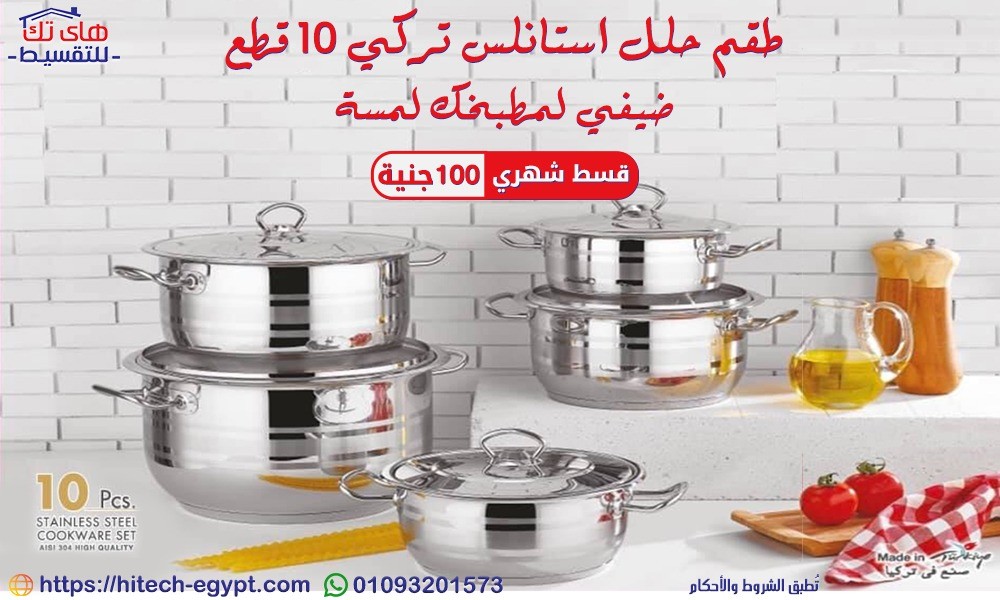 هاى تك
-للتقسيط-
طقم حلل استانلس تركي 10 قطع
ضيفي لمطبخك لمسة
قسط شهري 100جنية
10 Pcs.
STAINLESS STEEL
COOKWARE SET
AISI 304 HIGH QUALITY
Made in
صنع في تركيا
https://hitech-egypt.com 01093201573
تُطبق الشروط والأحكام